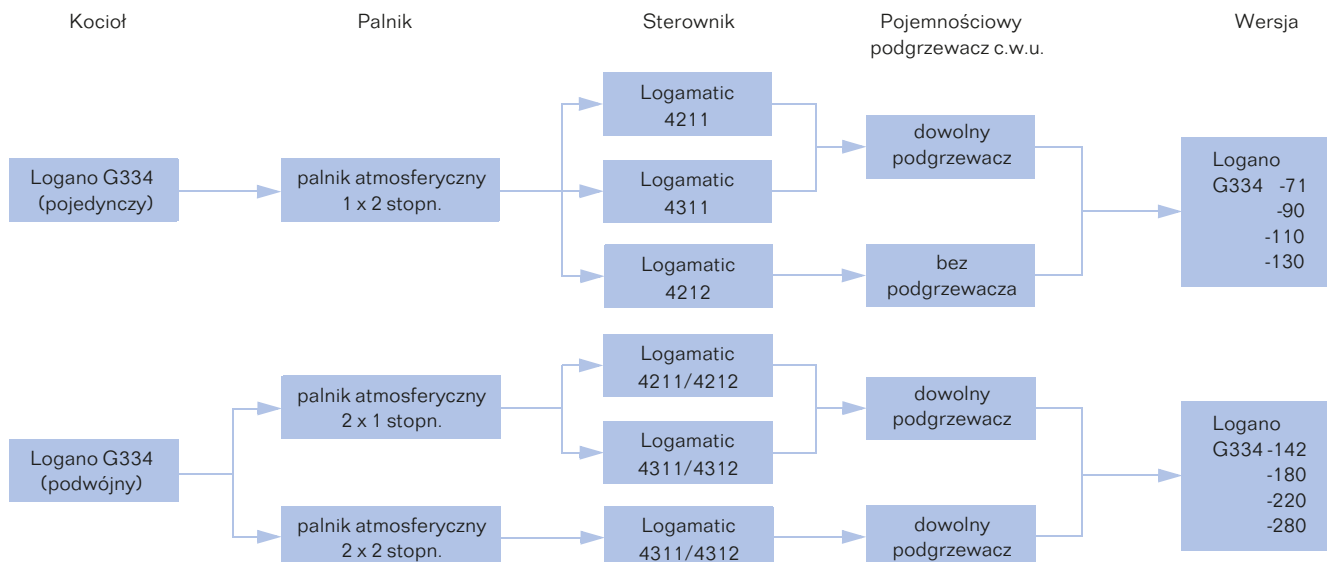 Kocioł
Palnik
Sterownik
Pojemnościowy
podgrzewacz c.w.u.
Wersja
Logano G334
(pojedynczy)
palnik atmosferyczny
1 x 2 stopn.
Logamatic
4211
Logamatic
4311
Logamatic
4212
dowolny
podgrzewacz
bez
podgrzewacza
Logano
G334 -71
-90
-110
-130
Logano G334
(podwójny)
palnik atmosferyczny
2 x 1 stopn.
palnik atmosferyczny
2 x 2 stopn.
Logamatic
4211/4212
Logamatic
4311/4312
Logamatic
4311/4312
dowolny
podgrzewacz
dowolny
podgrzewacz
Logano
G334 -142
-180
-220
-280